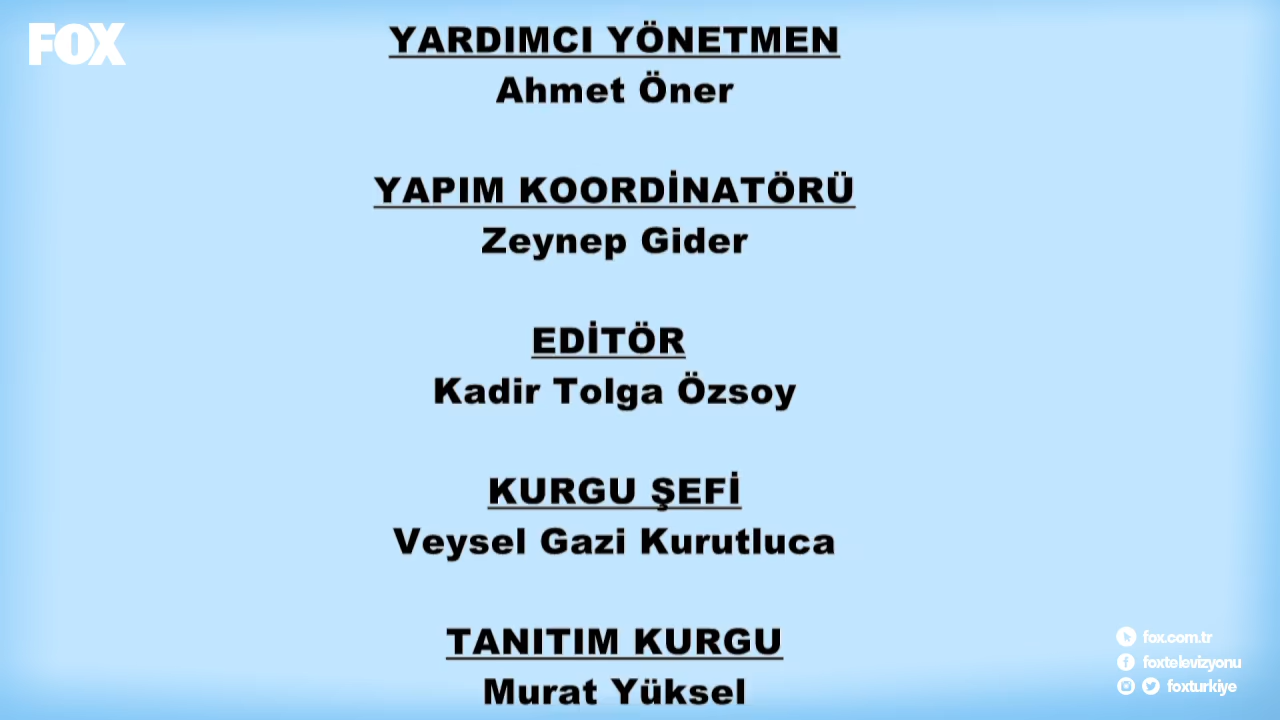 FOX
YARDIMCI YÖNETMEN
Ahmet Öner
YAPIM KOORDİNATÖRÜ
Zeynep Gider
EDİTÖR
Kadir Tolga Özsoy
KURGU ŞEFİ
Veysel Gazi Kurutluca
TANITIM KURGU
Murat Yüksel
fox.com.tr
foxtelevizyonu
foxturkiye